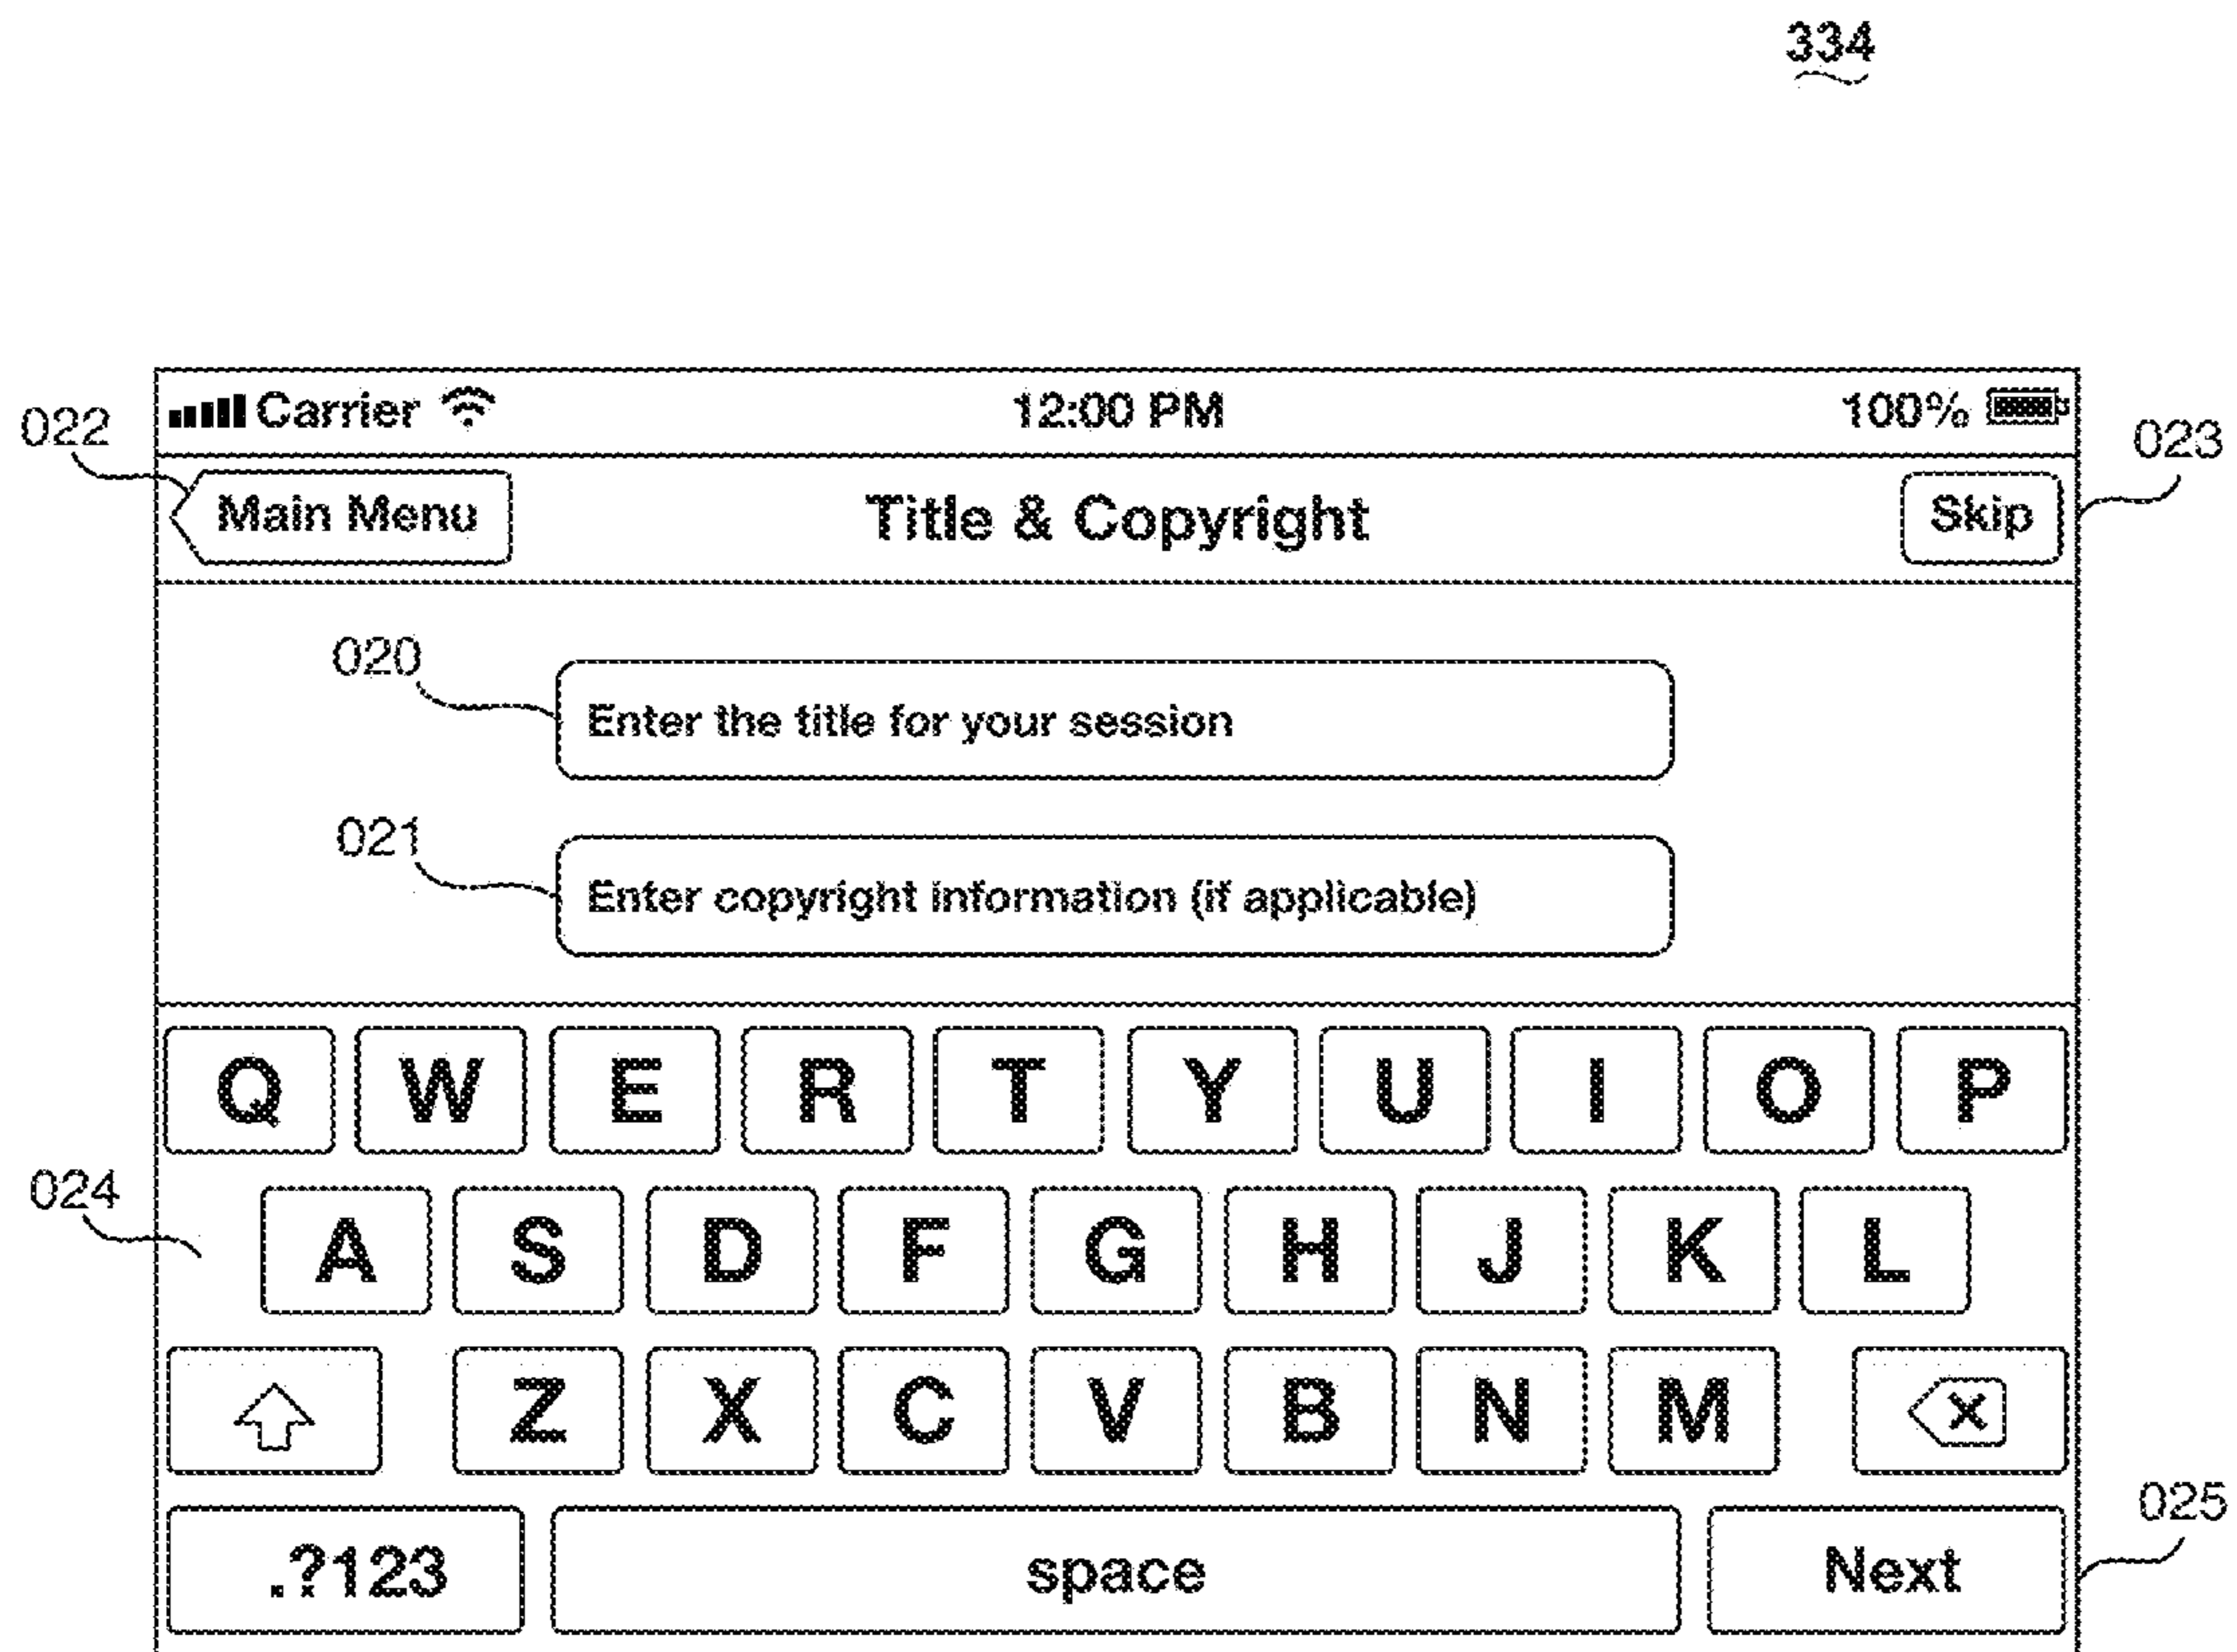 334
Carrier 12:00 PM 100%
022
023
Main Menu Title & Copyright Skip
020
Enter the title for your session
021
Enter copyright information (if applicable)
Q W E R T Y U I O P
024
A S D F G H J K L
Z X C V B N M X
025
.?123 space Next